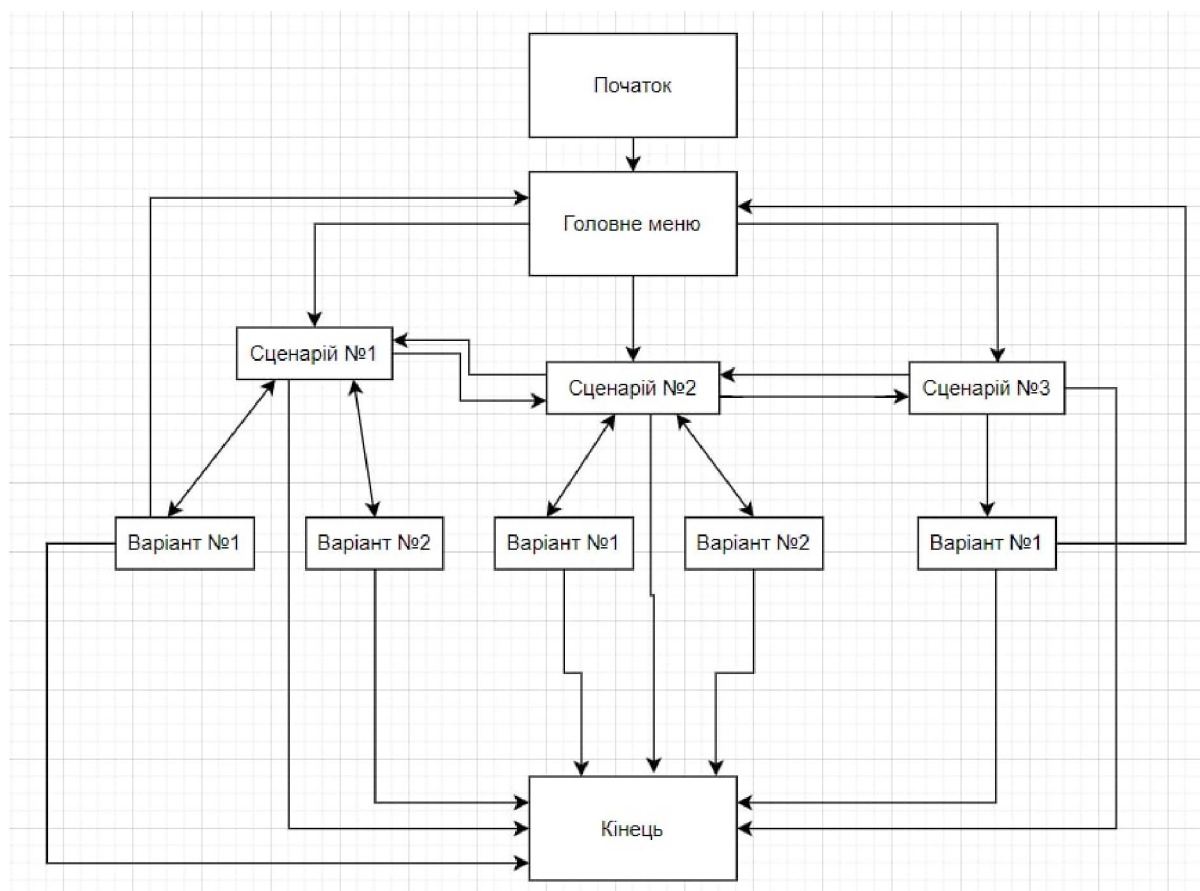 Початок
Головне меню
Сценарій №1
Сценарій №2
Сценарій №3
Варіант №1
Варіант №2
Варіант №1
Варіант №2
Варіант №1
Кінець